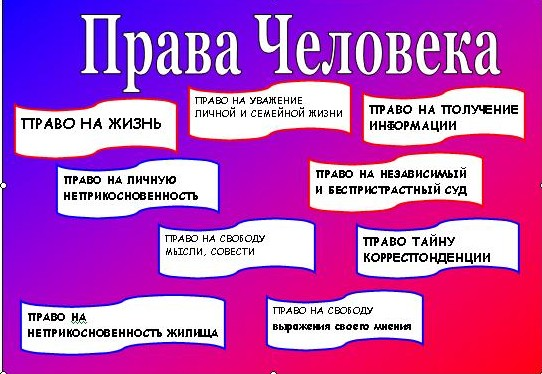 Права Человека
ПРАВО НА ЖИЗНЬ
ПРАВО НА УВАЖЕНИЕ
ЛИЧНОЙ И СЕМЕЙНОЙ ЖИЗНИ
ПРАВО НА ПОЛУЧЕНИЕ
ИНФОРМАЦИИ
ПРАВО НА ЛИЧНУЮ
НЕПРИКОСНОВЕННОСТЬ
ПРАВО НА НЕЗАВИСИМЫЙ
И БЕСПРИСТРАСТНЫЙ СУД
ПРАВО НА СВОБОДУ
МЫСЛИ, СОВЕСТИ
ПРАВО ТАЙНУ
КОРРЕСПОНДЕНЦИИ
ПРАВО НА
НЕПРИКОСНОВЕННОСТЬ ЖИЛИЩА
ПРАВО НА СВОБОДУ
выражения своего мнения